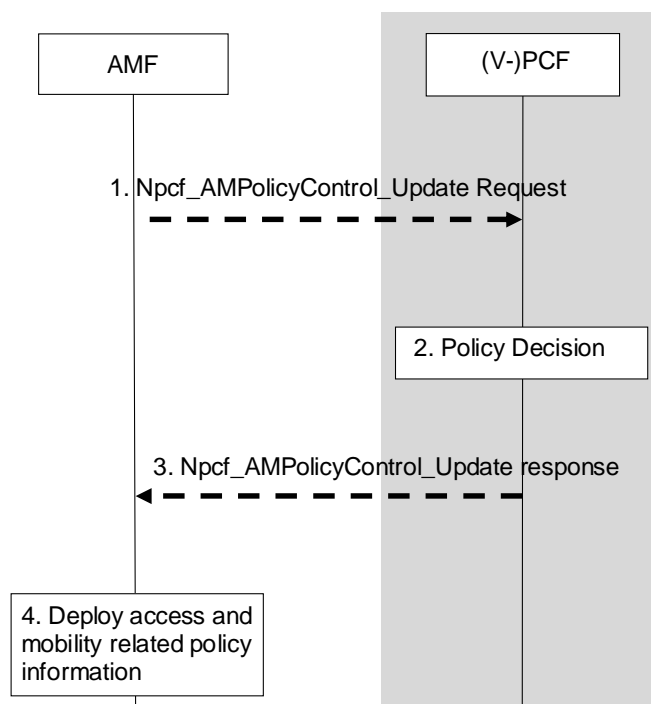 AMF
(V-)PCF
1. Npcf_AMPolicyControl_Update Request
2. Policy Decision
3. Npcf_AMPolicyControl_Update response
4. Deploy access and
mobility related policy
information